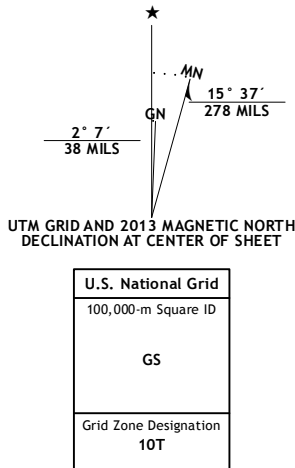 MN
15° 37´
278 MILS
GN
2° 7´
38 MILS
UTM GRID AND 2013 MAGNETIC NORTH
DECLINATION AT CENTER OF SHEET
U.S. National Grid
100,000-m Square ID
GS
Grid Zone Designation
10T